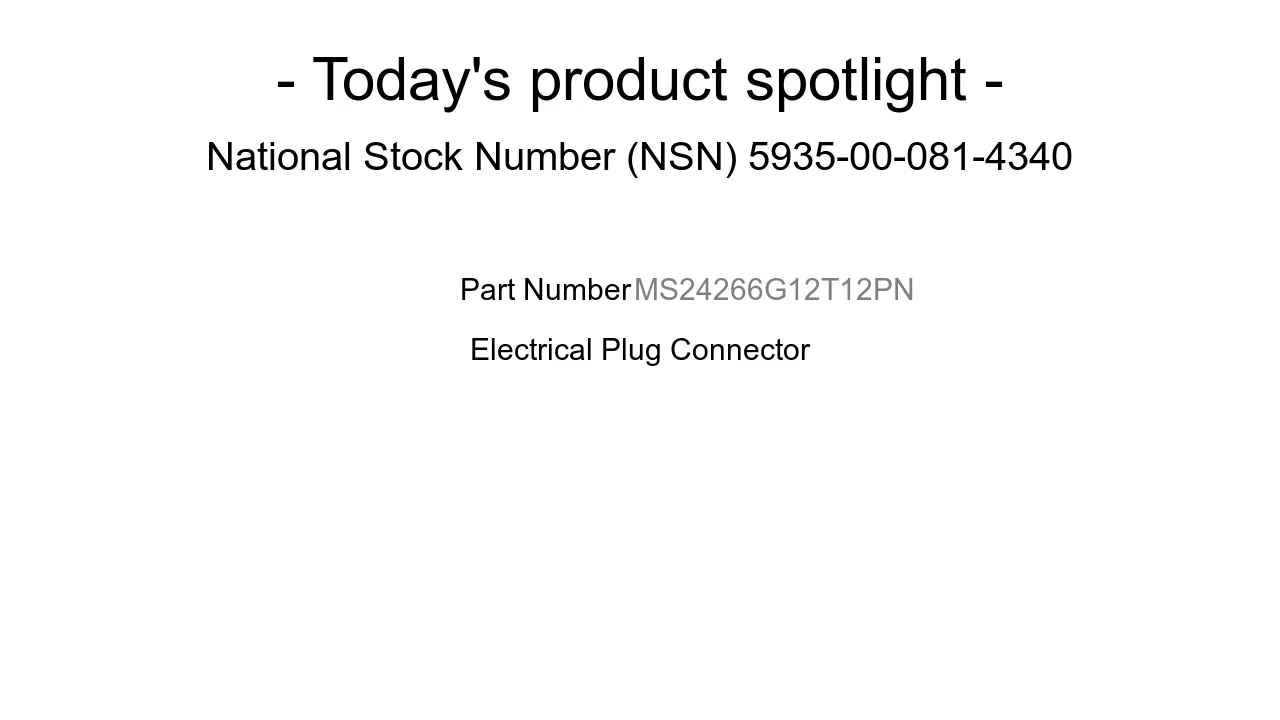 - Today's product spotlight -
National Stock Number (NSN) 5935-00-081-4340
Part Number MS24266G12T12PN
Electrical Plug Connector